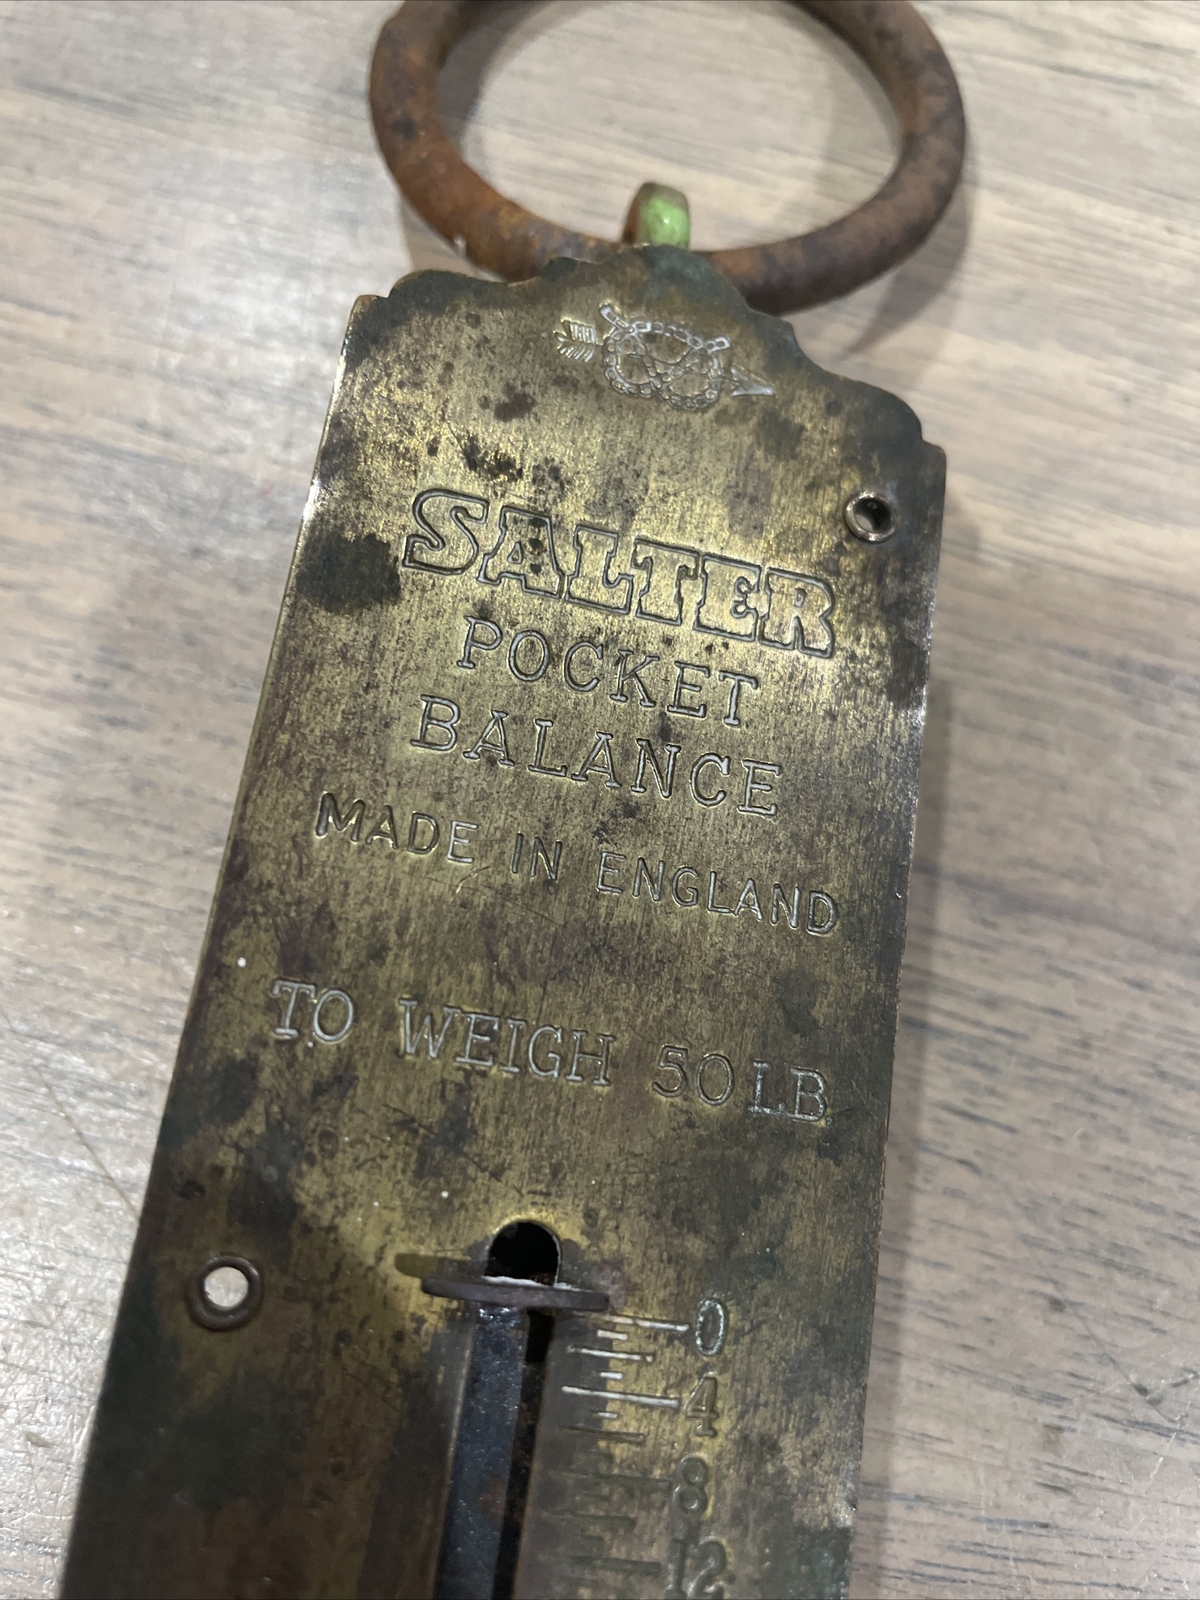 SALTER
POCKET
BALANCE
MADE IN ENGLAND
TO WEIGH 50LB.
0
4
8
12